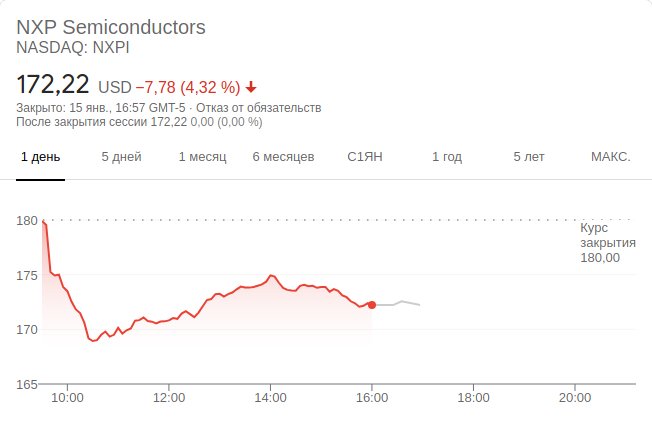 NXP Semiconductors
NASDAQ: NXPI
172,22 USD −7,78 (4,32 %)
Закрыто: 15 янв., 16:57 GMT-5 · Отказ от обязательств
После закрытия сессии 172,22 0,00 (0,00 %)
1 день 5 дней 1 месяц 6 месяцев С1ЯН 1 год 5 лет МАКС.
180
Курс
закрытия
180,00
175
170
165
10:00 12:00 14:00 16:00 18:00 20:00